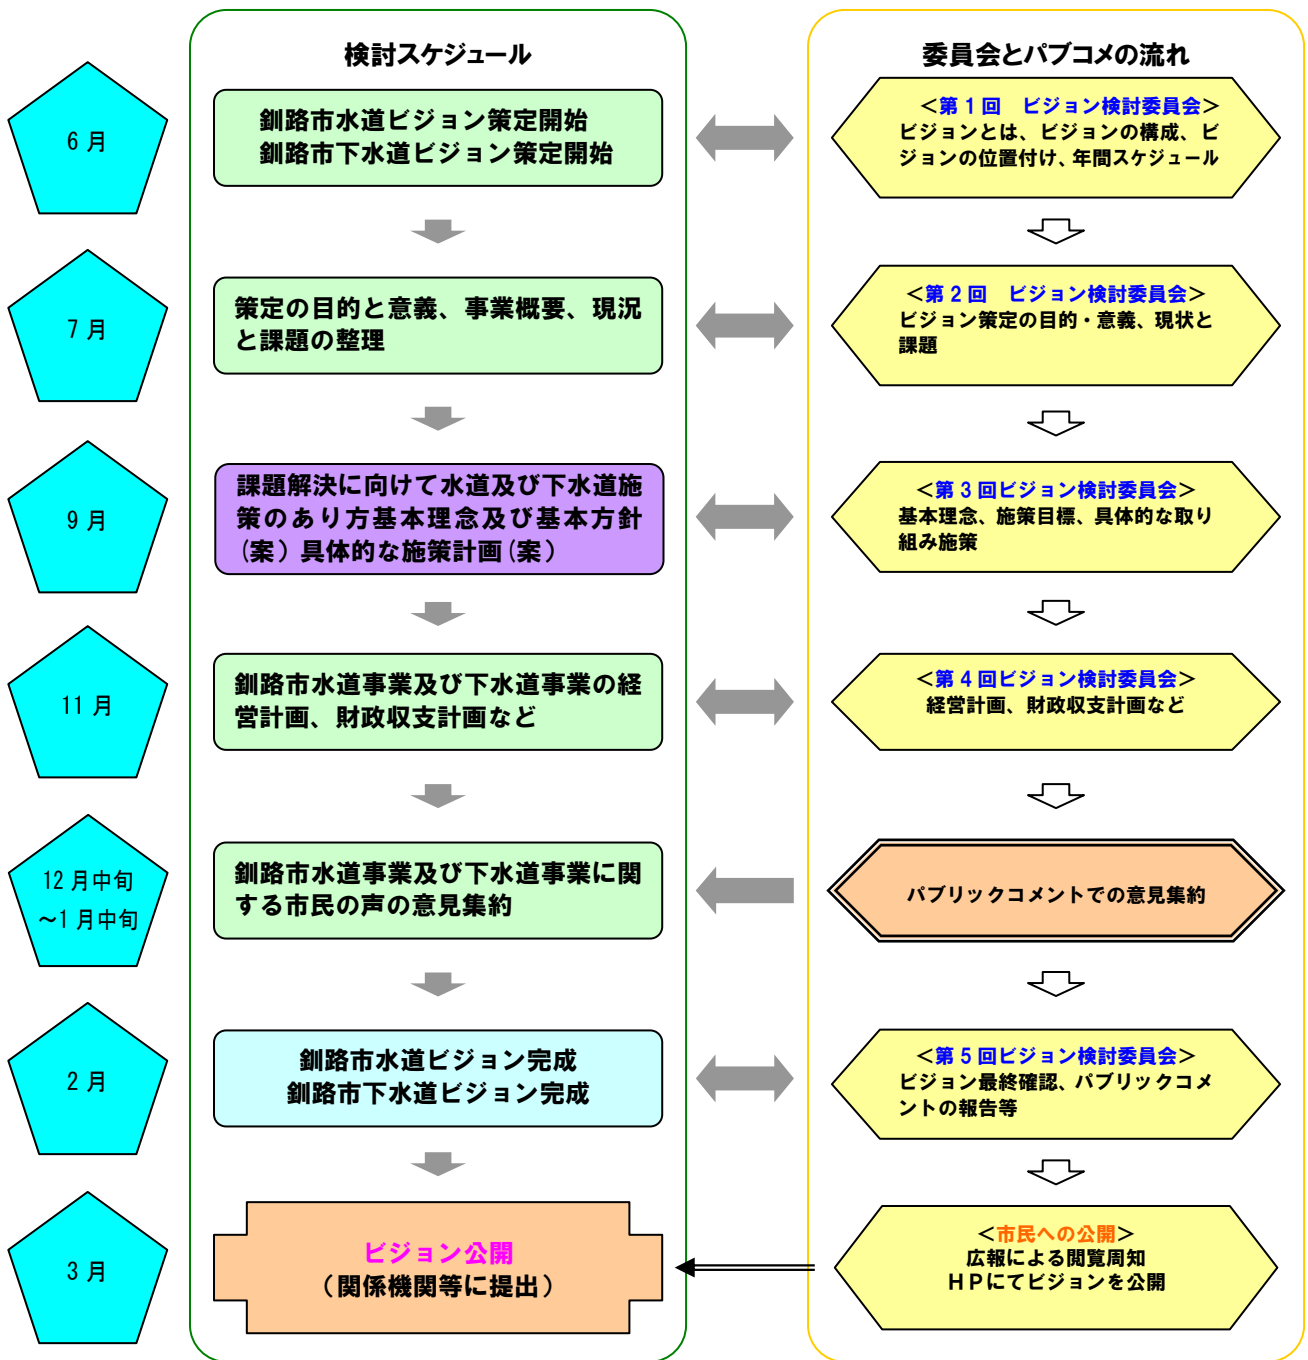 検討スケジュール
委員会とパブコメの流れ
6 月
釧路市水道ビジョン策定開始
釧路市下水道ビジョン策定開始
＜第 1 回　ビジョン検討委員会＞
ビジョンとは、ビジョンの構成、ビ
ジョンの位置付け、年間スケジュール
7 月
策定の目的と意義、事業概要、現況
と課題の整理
＜第 2 回　ビジョン検討委員会＞
ビジョン策定の目的・意義、現状と
課題
9 月
課題解決に向けて水道及び下水道施
策のあり方基本理念及び基本方針
(案) 具体的な施策計画(案)
＜第 3 回ビジョン検討委員会＞
基本理念、施策目標、具体的な取り
組み施策
11 月
釧路市水道事業及び下水道事業の経
営計画、財政収支計画など
＜第 4 回ビジョン検討委員会＞
経営計画、財政収支計画など
12 月中旬
～1 月中旬
釧路市水道事業及び下水道事業に関
する市民の声の意見集約
パブリックコメントでの意見集約
2 月
釧路市水道ビジョン完成
釧路市下水道ビジョン完成
＜第 5 回ビジョン検討委員会＞
ビジョン最終確認、パブリックコメ
ントの報告等
3 月
ビジョン公開
（関係機関等に提出）
＜市民への公開＞
広報による閲覧周知
ＨＰにてビジョンを公開